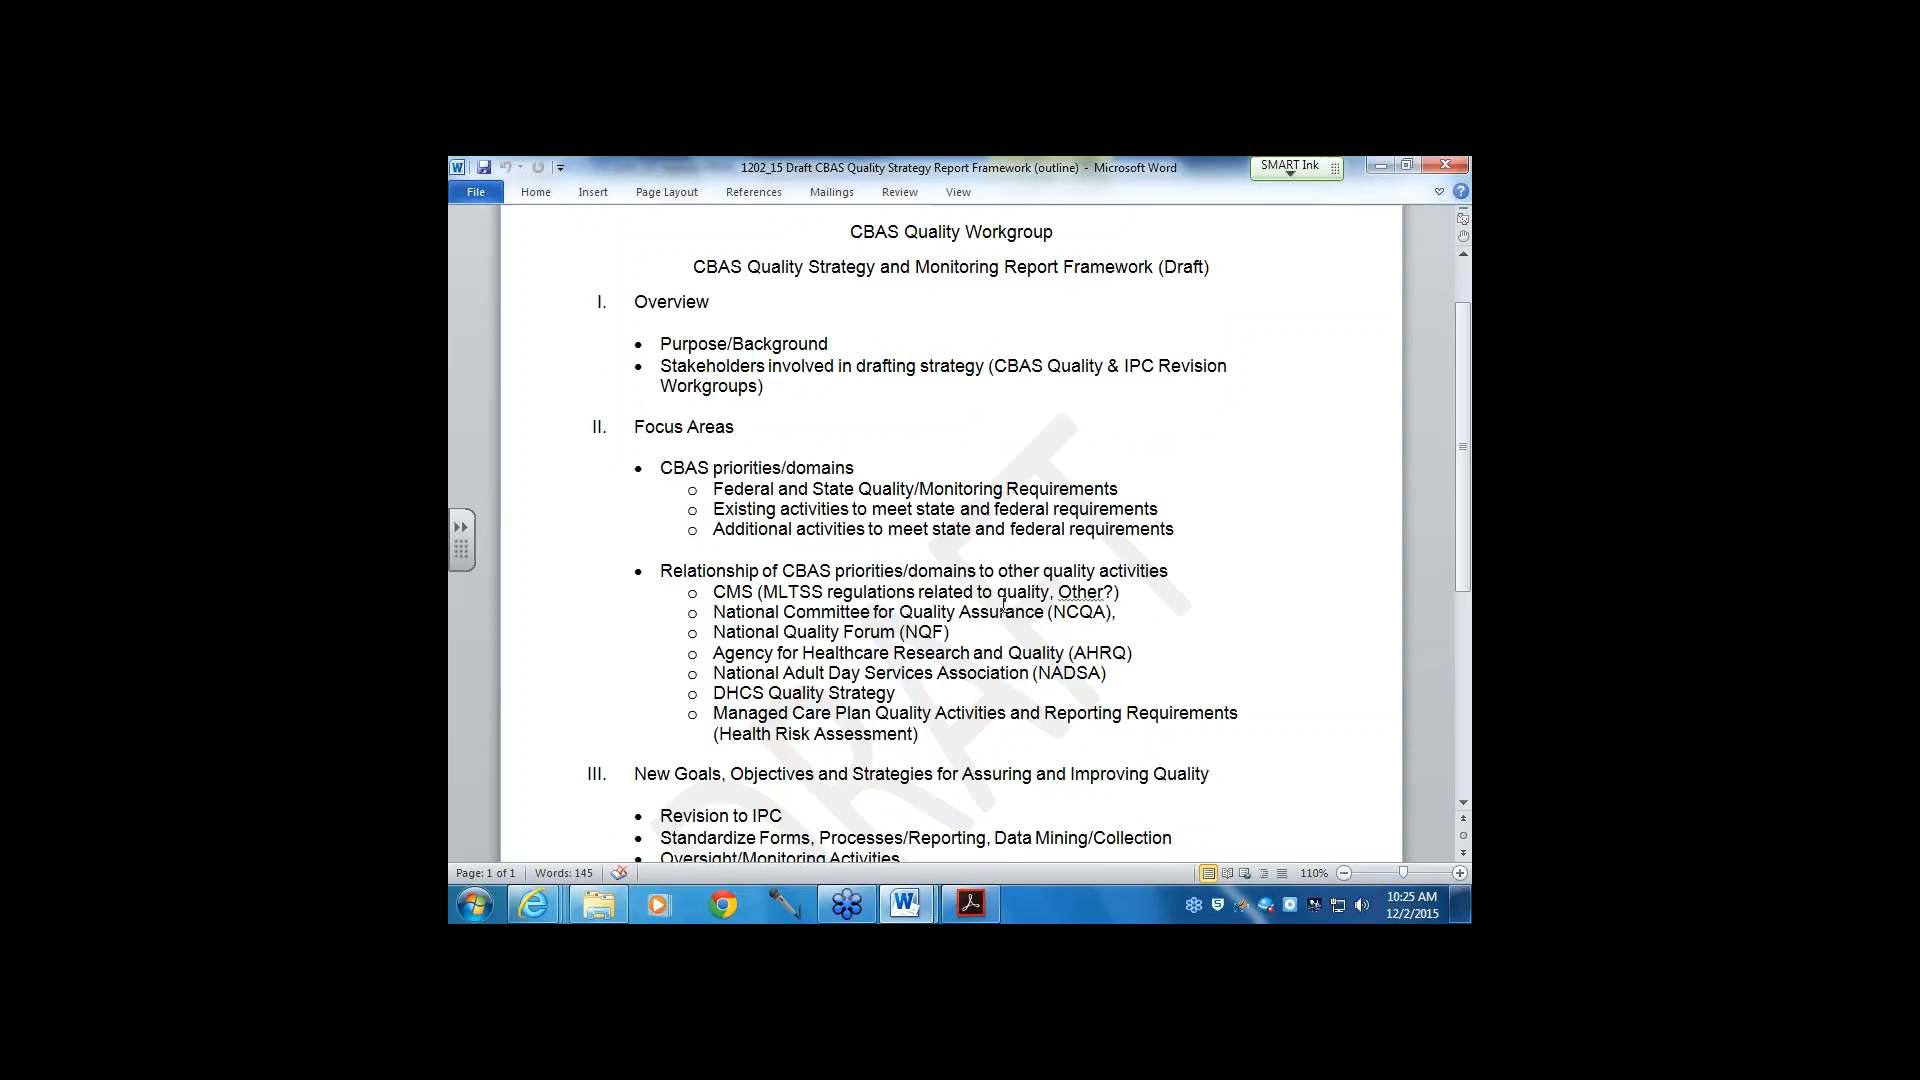 1202_15 Draft CBAS Quality Strategy Report Framework (outline) - Microsoft Word
SMART Ink
File Home Insert Page Layout References Mailings Review View
CBAS Quality Workgroup
CBAS Quality Strategy and Monitoring Report Framework (Draft)
I. Overview
• Purpose/Background
• Stakeholders involved in drafting strategy (CBAS Quality & IPC Revision
Workgroups)
II. Focus Areas
• CBAS priorities/domains
o Federal and State Quality/Monitoring Requirements
o Existing activities to meet state and federal requirements
o Additional activities to meet state and federal requirements
• Relationship of CBAS priorities/domains to other quality activities
o CMS (MLTSS regulations related to quality, Other?)
o National Committee for Quality Assurance (NCQA),
o National Quality Forum (NQF)
o Agency for Healthcare Research and Quality (AHRQ)
o National Adult Day Services Association (NADSA)
o DHCS Quality Strategy
o Managed Care Plan Quality Activities and Reporting Requirements
(Health Risk Assessment)
III. New Goals, Objectives and Strategies for Assuring and Improving Quality
• Revision to IPC
• Standardize Forms, Processes/Reporting, Data Mining/Collection
• Oversight/Monitoring Activities
DRAFT
Page: 1 of 1 Words: 145 110%
10:25 AM
12/2/2015